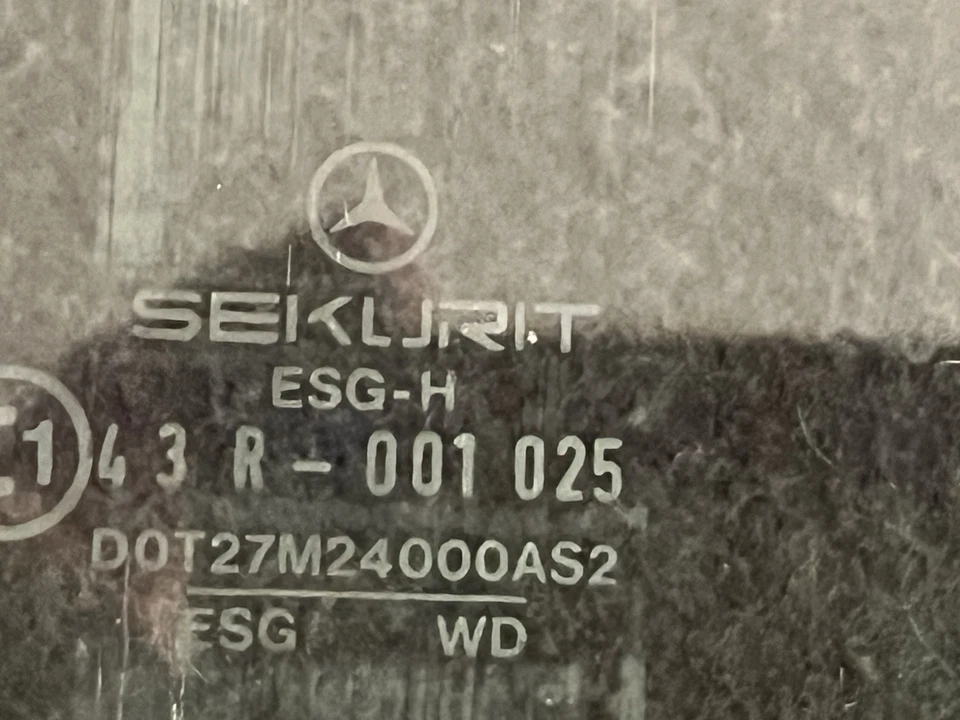 SEKURIT
ESG-H
E1 43 R-001 025
DOT27M24000AS2
ESG WD